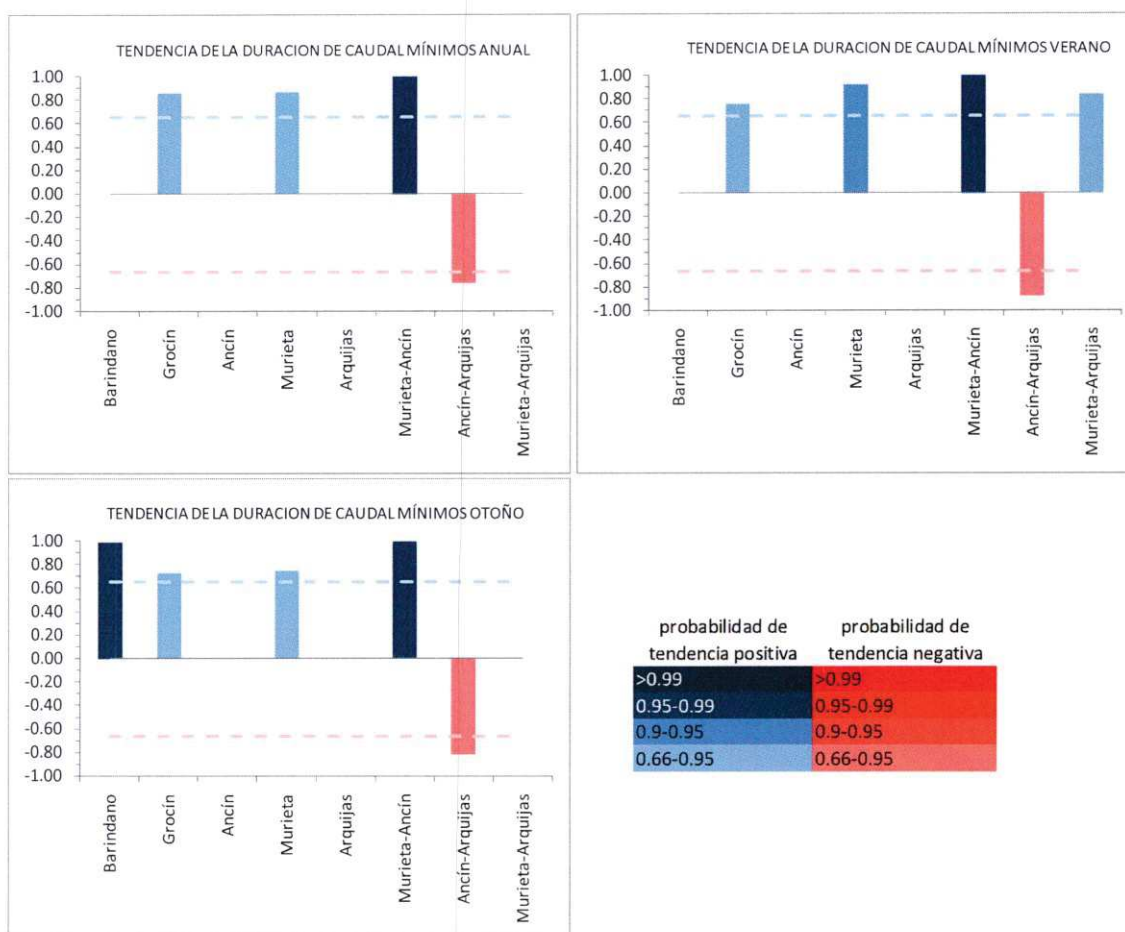 TENDENCIA DE LA DURACION DE CAUDAL MÍNIMOS ANUAL
1.00
0.80
0.60
0.40
0.20
0.00
-0.20
-0.40
-0.60
-0.80
-1.00
Barindano
Grocín
Ancín
Murieta
Arquijas
Murieta-Ancín
Ancín-Arquijas
Murieta-Arquijas
TENDENCIA DE LA DURACION DE CAUDAL MÍNIMOS VERANO
1.00
0.80
0.60
0.40
0.20
0.00
-0.20
-0.40
-0.60
-0.80
-1.00
Barindano
Grocín
Ancín
Murieta
Arquijas
Murieta-Ancín
Ancín-Arquijas
Murieta-Arquijas
TENDENCIA DE LA DURACION DE CAUDAL MÍNIMOS OTOÑO
1.00
0.80
0.60
0.40
0.20
0.00
-0.20
-0.40
-0.60
-0.80
-1.00
Barindano
Grocín
Ancín
Murieta
Arquijas
Murieta-Ancín
Ancín-Arquijas
Murieta-Arquijas
probabilidad de probabilidad de
tendencia positiva tendencia negativa
>0.99 >0.99
0.95-0.99 0.95-0.99
0.9-0.95 0.9-0.95
0.66-0.95 0.66-0.95